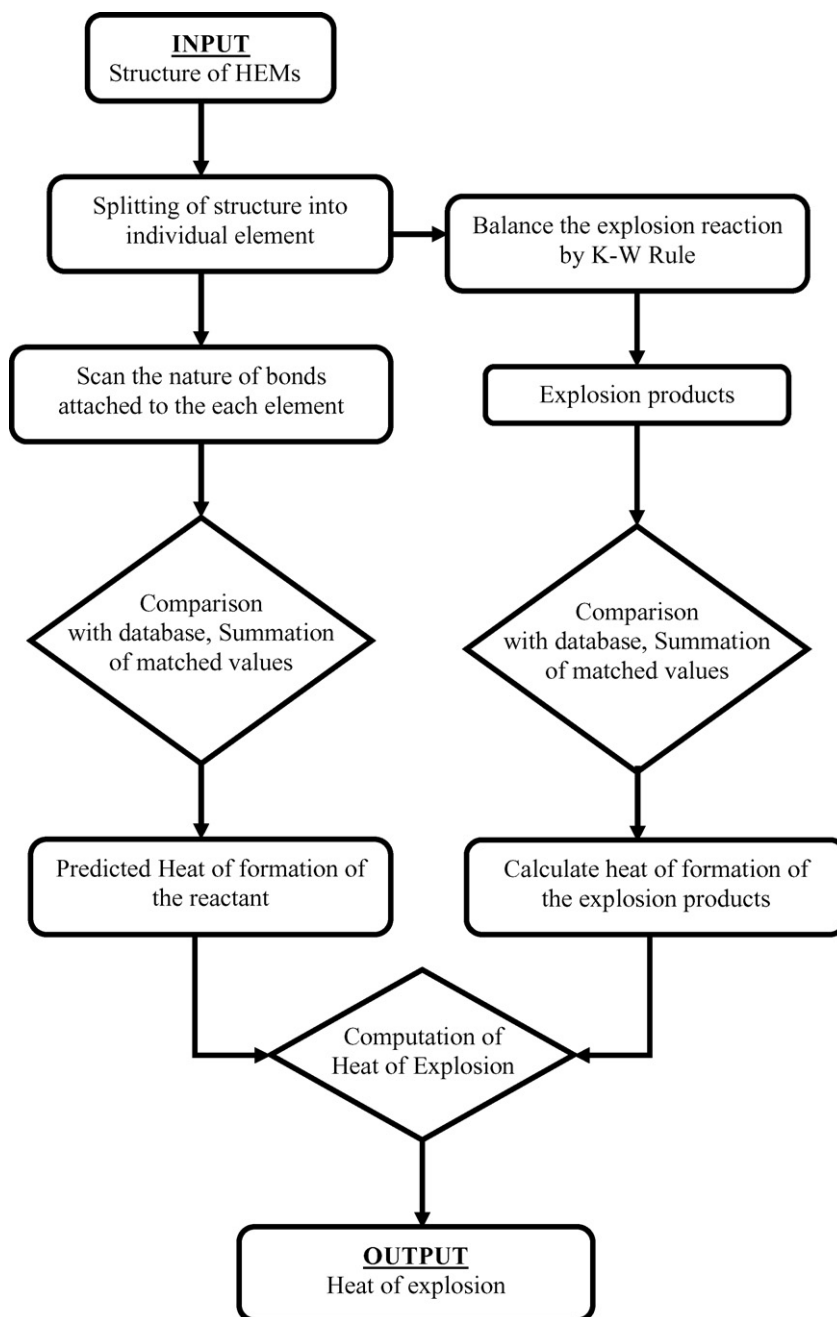 INPUT
Structure of HEMs
Splitting of structure into
individual element
Balance the explosion reaction
by K-W Rule
Scan the nature of bonds
attached to the each element
Explosion products
Comparison
with database, Summation
of matched values
Comparison
with database, Summation
of matched values
Predicted Heat of formation of
the reactant
Calculate heat of formation of
the explosion products
Computation of
Heat of Explosion
OUTPUT
Heat of explosion